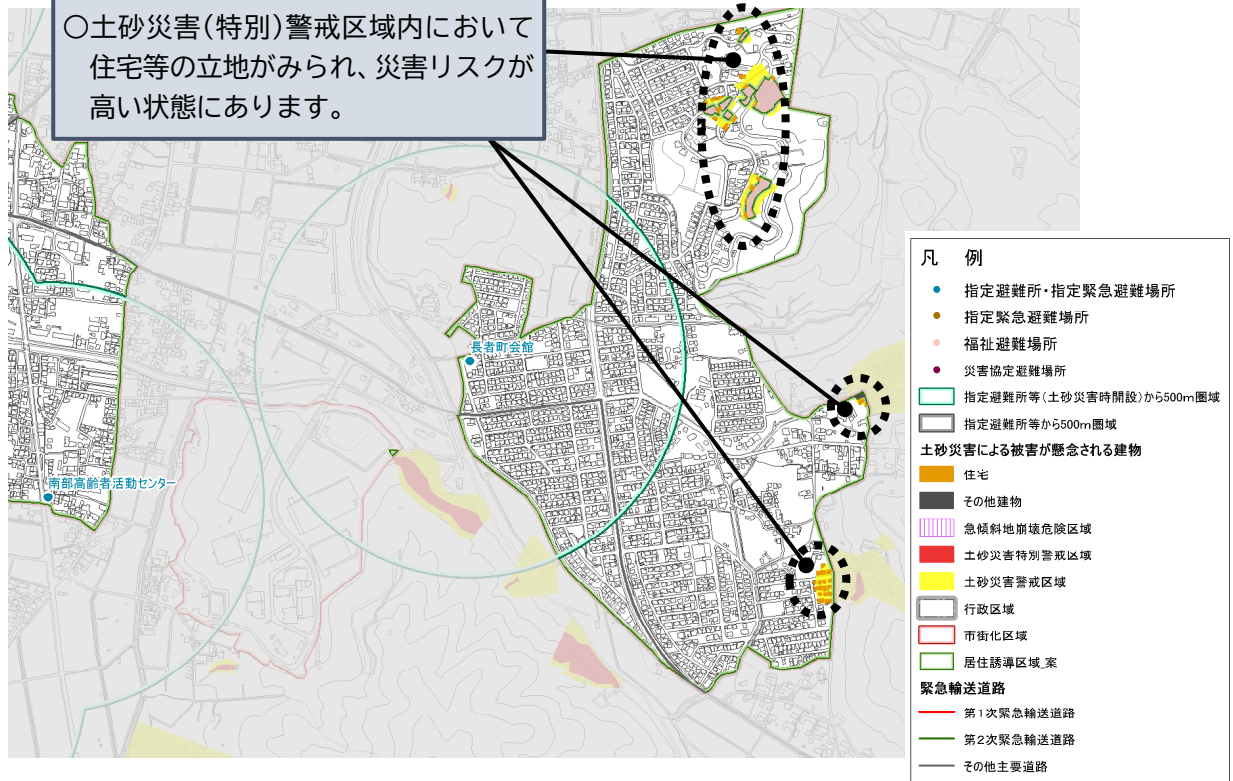 ○土砂災害(特別)警戒区域内において
住宅等の立地がみられ、災害リスクが
高い状態にあります。
長者町会館
南部高齢者活動センター
凡 例
指定避難所・指定緊急避難場所
指定緊急避難場所
福祉避難場所
災害協定避難場所
指定避難所等(土砂災害時開設)から500m圏域
指定避難所等から500m圏域
土砂災害による被害が懸念される建物
住宅
その他建物
急傾斜地崩壊危険区域
土砂災害特別警戒区域
土砂災害警戒区域
行政区域
市街化区域
居住誘導区域_案
緊急輸送道路
第1次緊急輸送道路
第2次緊急輸送道路
その他主要道路